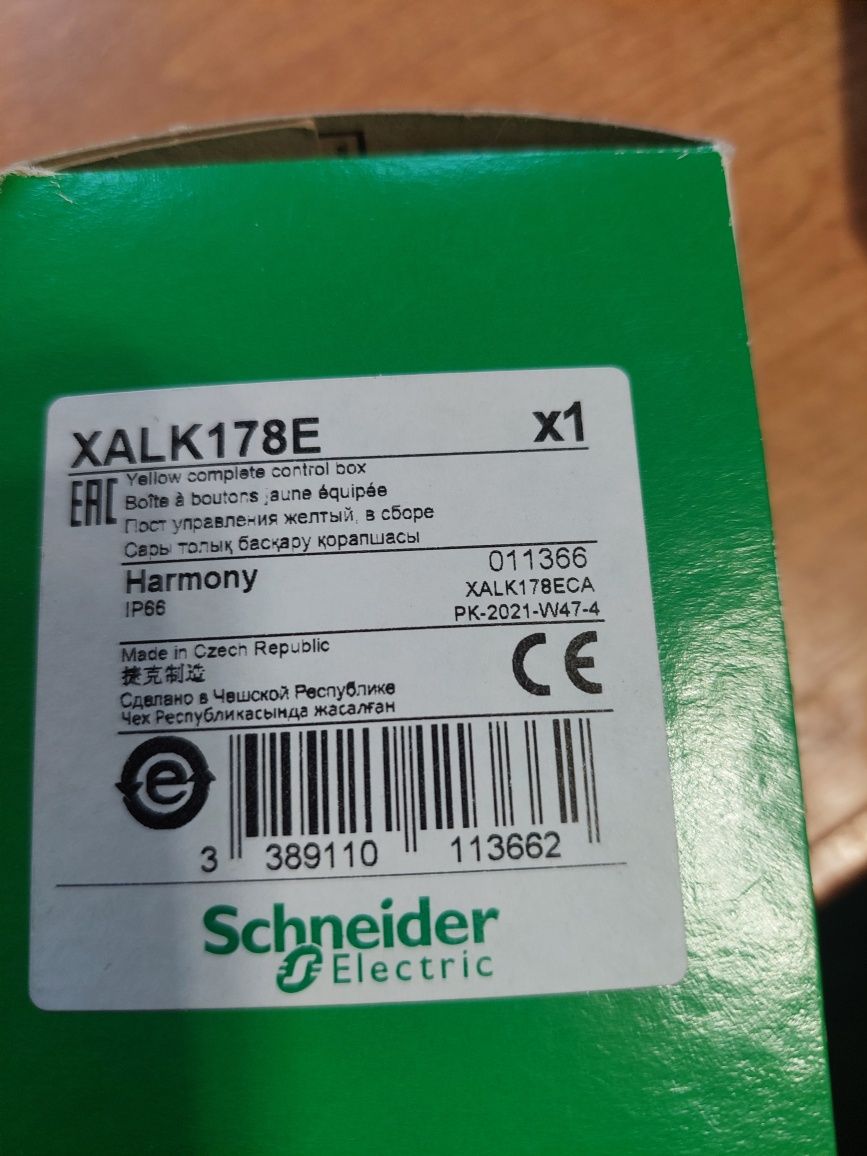 XALK178E x1
Yellow complete control box
EAC Boîte à boutons jaune équipée
Пост управления желтый, в сборе
Сары толық басқару қорапшасы
Harmony 011366
IP66 XALK178ECA
PK-2021-W47-4
Made in Czech Republic CE
捷克制造
Сделано в Чешской Республике
Чех Республикасында жасалған
e
3 389110 113662
Schneider
Electric